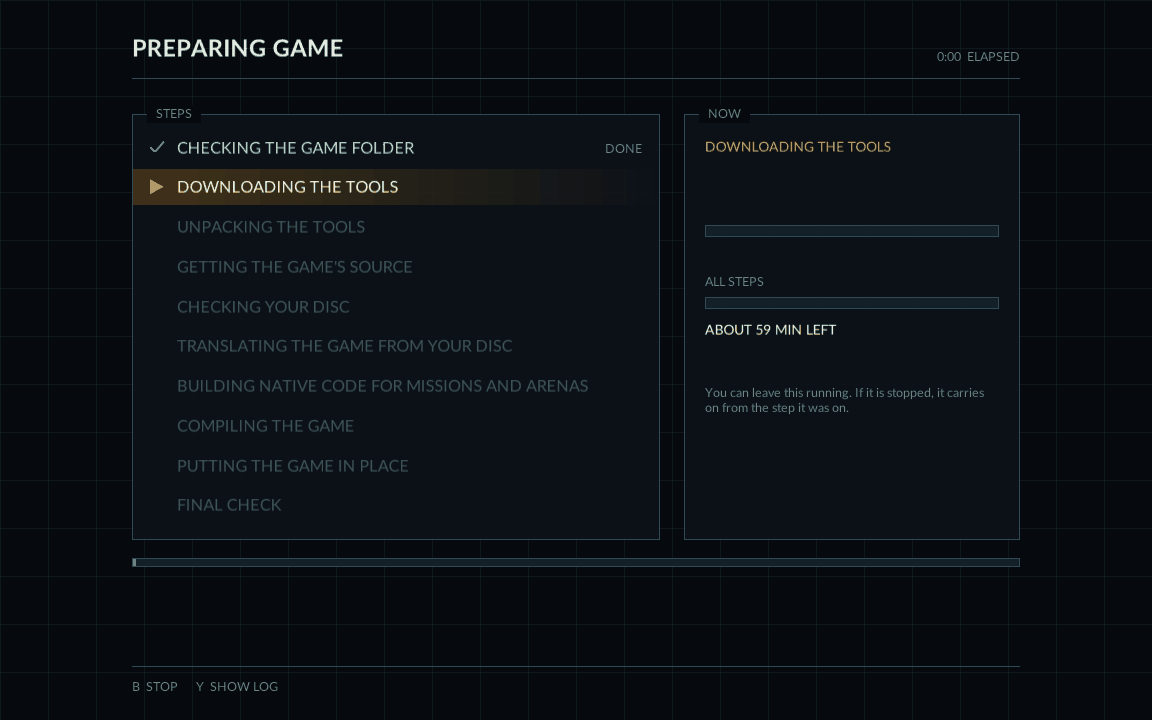 PREPARING GAME
0:00 ELAPSED
STEPS
CHECKING THE GAME FOLDER DONE
DOWNLOADING THE TOOLS
UNPACKING THE TOOLS
GETTING THE GAME'S SOURCE
CHECKING YOUR DISC
TRANSLATING THE GAME FROM YOUR DISC
BUILDING NATIVE CODE FOR MISSIONS AND ARENAS
COMPILING THE GAME
PUTTING THE GAME IN PLACE
FINAL CHECK
NOW
DOWNLOADING THE TOOLS
ALL STEPS
ABOUT 59 MIN LEFT
You can leave this running. If it is stopped, it carries
on from the step it was on.
B STOP Y SHOW LOG